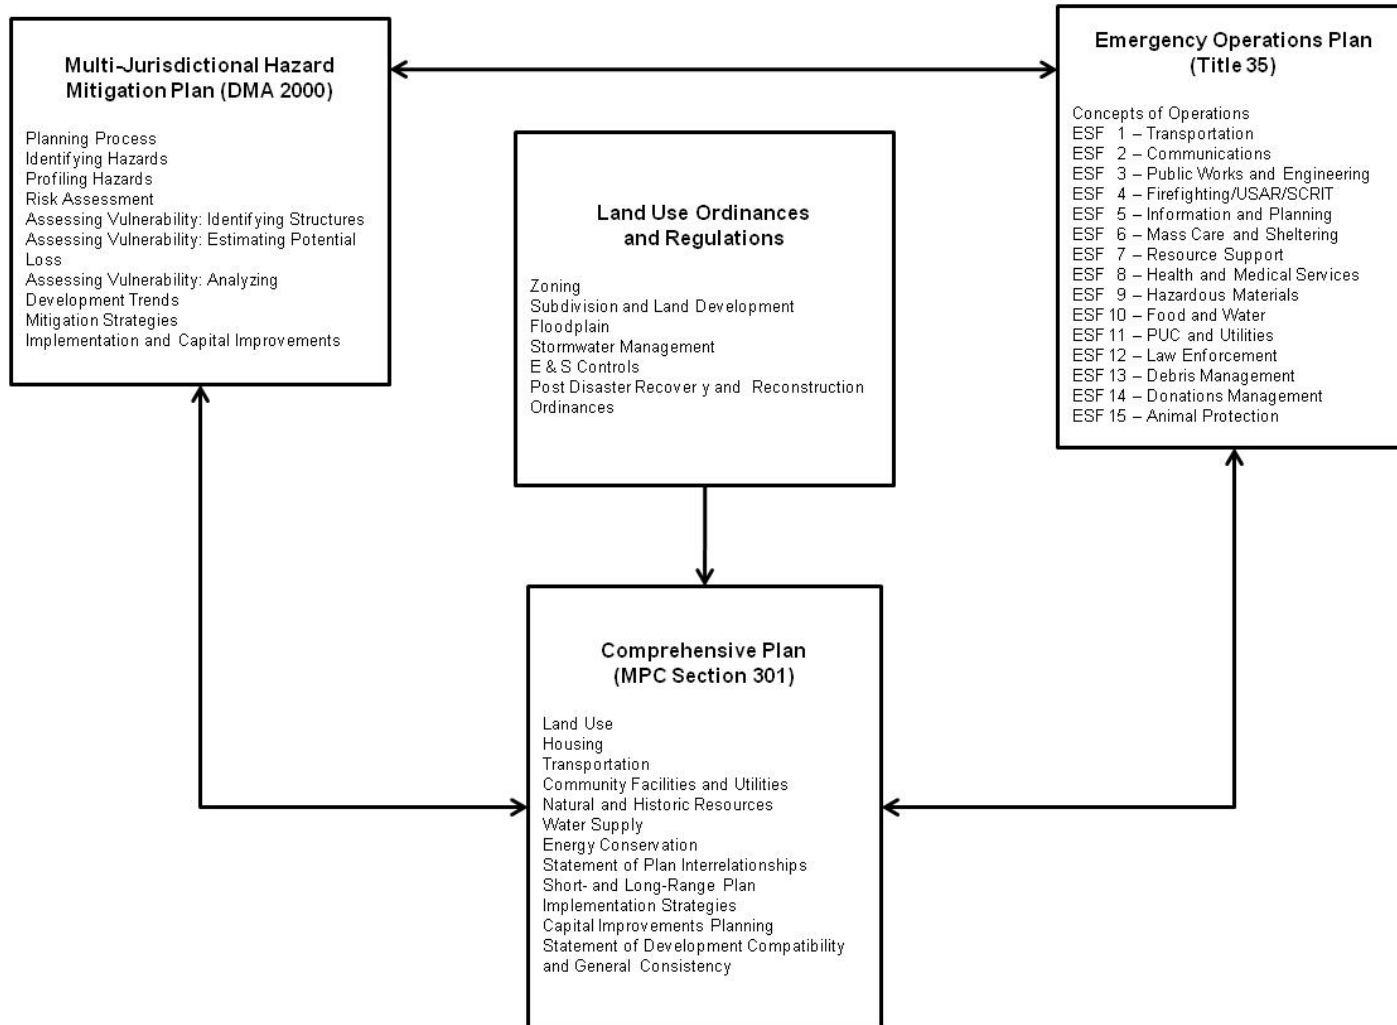 Multi-Jurisdictional Hazard
Mitigation Plan (DMA 2000)
Planning Process
Identifying Hazards
Profiling Hazards
Risk Assessment
Assessing Vulnerability: Identifying Structures
Assessing Vulnerability: Estimating Potential
Loss
Assessing Vulnerability: Analyzing
Development Trends
Mitigation Strategies
Implementation and Capital Improvements
Land Use Ordinances
and Regulations
Zoning
Subdivision and Land Development
Floodplain
Stormwater Management
E & S Controls
Post Disaster Recover y and Reconstruction
Ordinances
Emergency Operations Plan
(Title 35)
Concepts of Operations
ESF 1 – Transportation
ESF 2 – Communications
ESF 3 – Public Works and Engineering
ESF 4 – Firefighting/USAR/SCRIT
ESF 5 – Information and Planning
ESF 6 – Mass Care and Sheltering
ESF 7 – Resource Support
ESF 8 – Health and Medical Services
ESF 9 – Hazardous Materials
ESF 10 – Food and Water
ESF 11 – PUC and Utilities
ESF 12 – Law Enforcement
ESF 13 – Debris Management
ESF 14 – Donations Management
ESF 15 – Animal Protection
Comprehensive Plan
(MPC Section 301)
Land Use
Housing
Transportation
Community Facilities and Utilities
Natural and Historic Resources
Water Supply
Energy Conservation
Statement of Plan Interrelationships
Short- and Long-Range Plan
Implementation Strategies
Capital Improvements Planning
Statement of Development Compatibility
and General Consistency